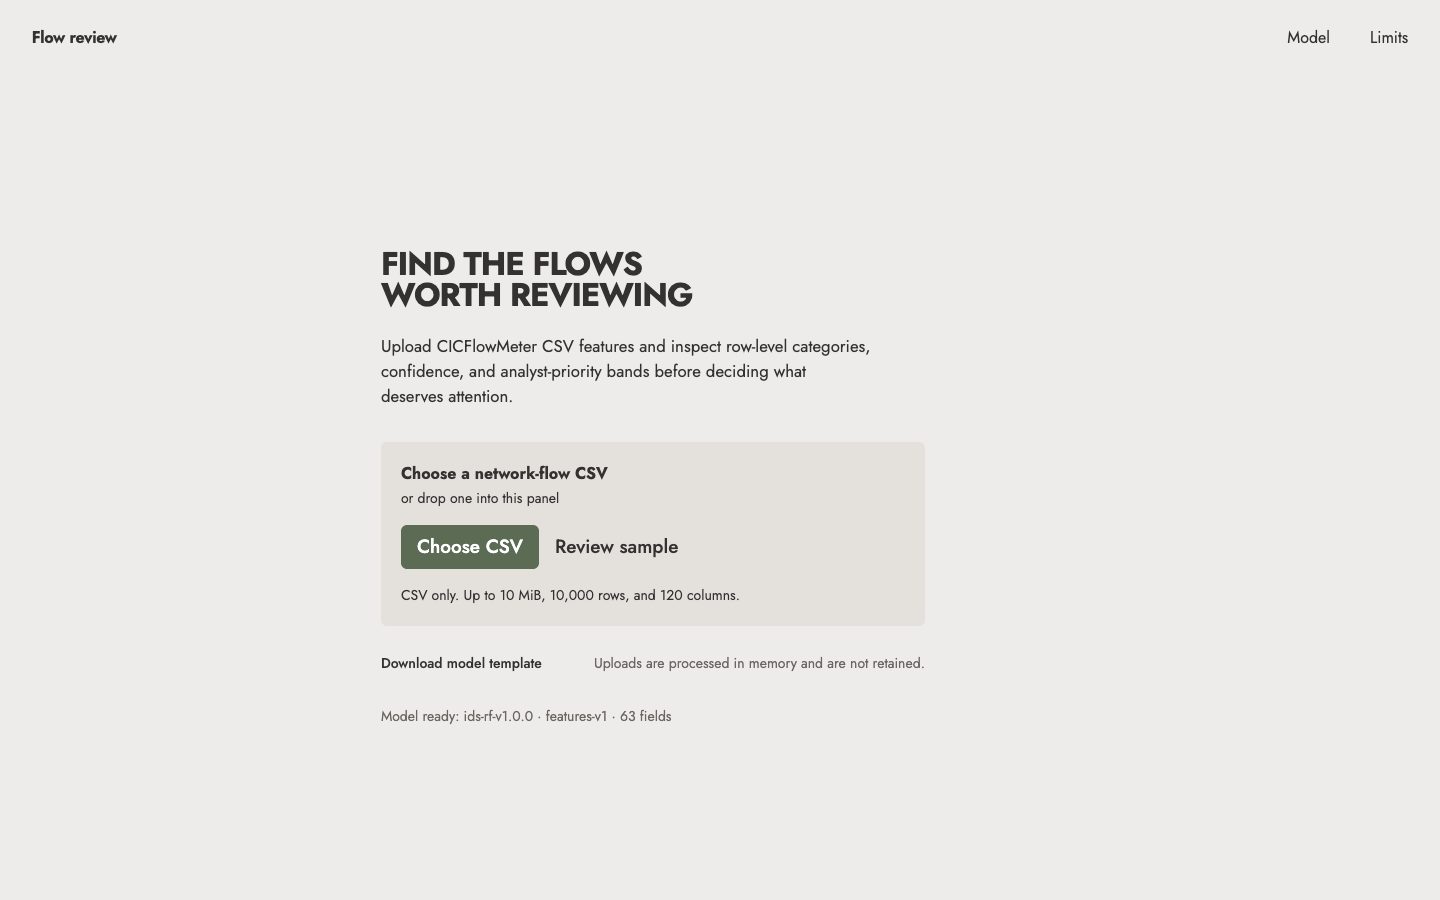 Flow review
Model
Limits
FIND THE FLOWS
WORTH REVIEWING
Upload CICFlowMeter CSV features and inspect row-level categories,
confidence, and analyst-priority bands before deciding what
deserves attention.
Choose a network-flow CSV
or drop one into this panel
Choose CSV
Review sample
CSV only. Up to 10 MiB, 10,000 rows, and 120 columns.
Download model template
Uploads are processed in memory and are not retained.
Model ready: ids-rf-v1.0.0 · features-v1 · 63 fields